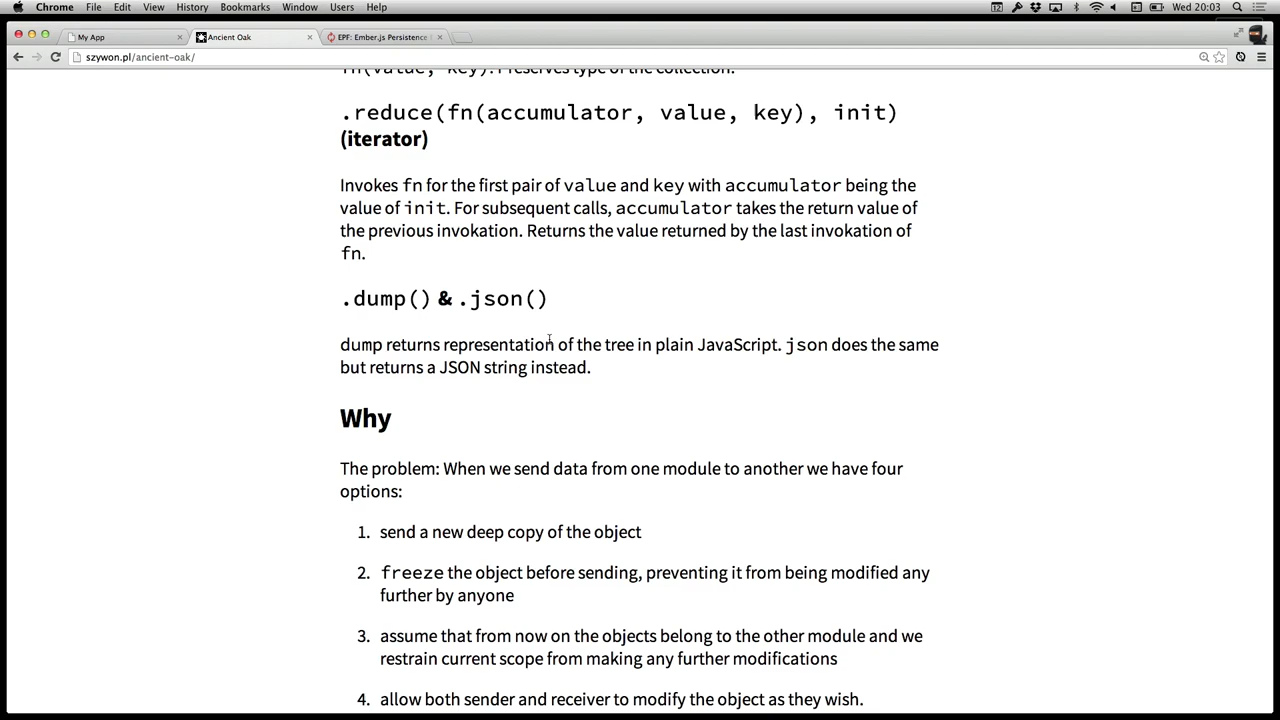 Chrome File Edit View History Bookmarks Window Users Help Wed 20:03
My App
Ancient Oak
EPF: Ember.js Persistence
szywon.pl/ancient-oak/
fn(value, key). Preserves type of the collection.
.reduce(fn(accumulator, value, key), init)
(iterator)
Invokes fn for the first pair of value and key with accumulator being the
value of init. For subsequent calls, accumulator takes the return value of
the previous invokation. Returns the value returned by the last invokation of
fn.
.dump() & .json()
dump returns representation of the tree in plain JavaScript. json does the same
but returns a JSON string instead.
Why
The problem: When we send data from one module to another we have four
options:
1. send a new deep copy of the object
2. freeze the object before sending, preventing it from being modified any
further by anyone
3. assume that from now on the objects belong to the other module and we
restrain current scope from making any further modifications
4. allow both sender and receiver to modify the object as they wish.